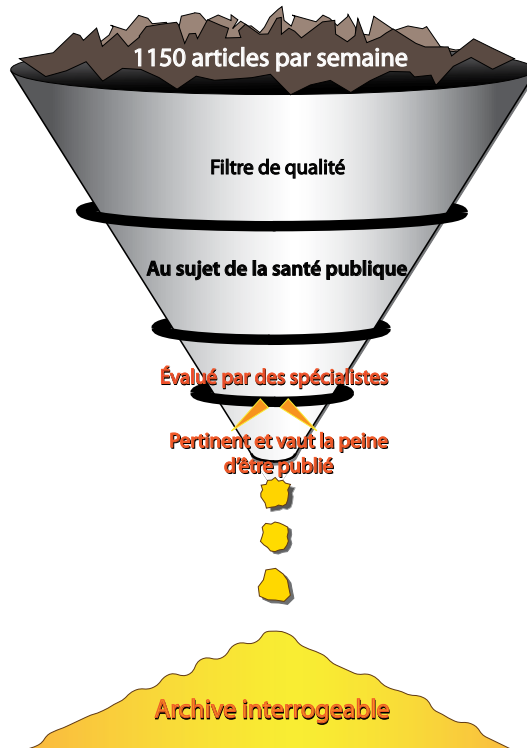 1150 articles par semaine
Filtre de qualité
Au sujet de la santé publique
Évalué par des spécialistes
Pertinent et vaut la peine
d'être publié
Archive interrogeable